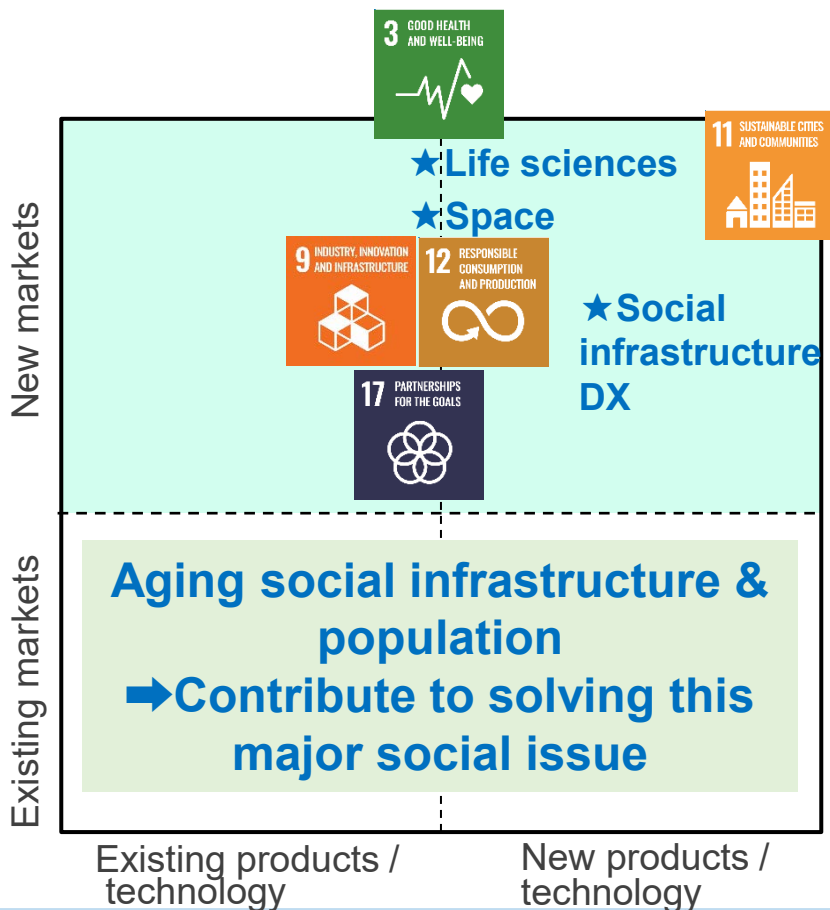 3 GOOD HEALTH
AND WELL-BEING
11 SUSTAINABLE CITIES
AND COMMUNITIES
★Life sciences
★Space
9 INDUSTRY, INNOVATION
AND INFRASTRUCTURE
12 RESPONSIBLE
CONSUMPTION
AND PRODUCTION
★Social
infrastructure
DX
17 PARTNERSHIPS
FOR THE GOALS
New markets
Existing markets
Aging social infrastructure &
population
➡Contribute to solving this
major social issue
Existing products /
technology
New products /
technology